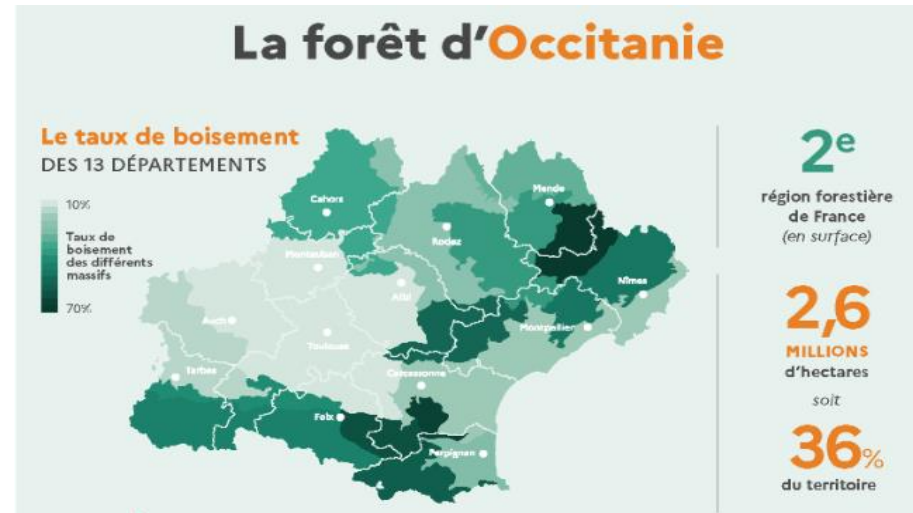 La forêt d'Occitanie
Le taux de boisement
DES 13 DÉPARTEMENTS
10%
Taux de
boisement
des différents
massifs
70%
Cahors
Mende
Rodez
Montauban
Nîmes
Albi
Auch
Montpellier
Toulouse
Tarbes
Carcassonne
Foix
Perpignan
2e
région forestière
de France
(en surface)
2,6
MILLIONS
d'hectares
soit
36%
du territoire